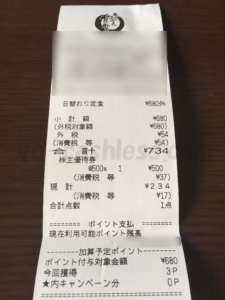 日替わり定食 ¥680外
小計額 ¥680
(外税対象額 ¥680)
外税 ¥54
(消費税等 ¥54)
合計 ¥734
株主優待券
@500x 1 ¥500
(消費税等 ¥37)
現計 ¥234
(消費税等 ¥17)
合計点数 1点
======= ポイント支払 =======
現在利用可能ポイント残高
------ 加算予定ポイント ------
ポイント付与対象金額 ¥680
今回獲得 3P
★内キャンペーン分 0P